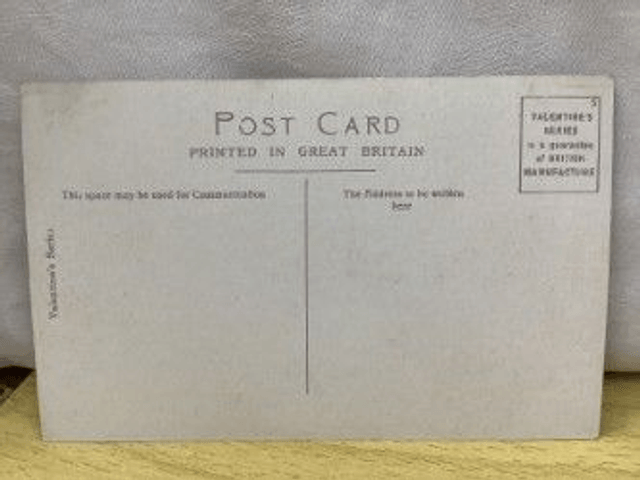 POST CARD
PRINTED IN GREAT BRITAIN
VALENTINE'S
SERIES
is a guarantee
of BRITISH
MANUFACTURE
S
This space may be used for Communication
The Address to be written
here
Valentine's Series